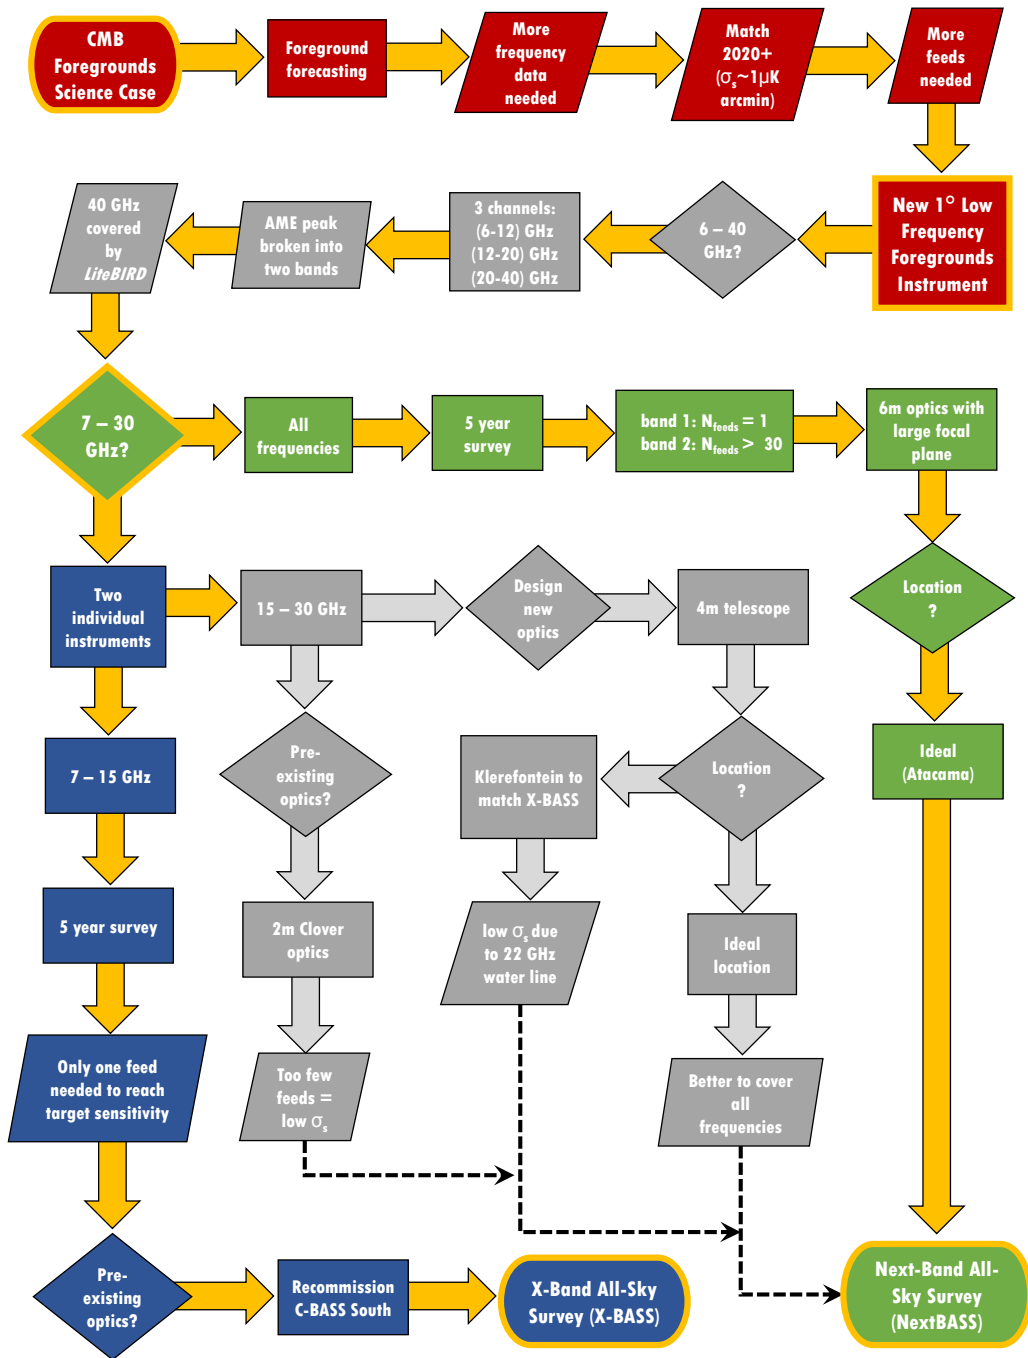 CMB
Foregrounds
Science Case
Foreground
forecasting
More
frequency
data
needed
Match
2020+
(σs~1μK
arcmin)
More
feeds
needed
New 1° Low
Frequency
Foregrounds
Instrument
6 – 40
GHz?
3 channels:
(6-12) GHz
(12-20) GHz
(20-40) GHz
AME peak
broken into
two bands
40 GHz
covered
by
LiteBIRD
7 – 30
GHz?
All
frequencies
5 year
survey
band 1: Nfeeds = 1
band 2: Nfeeds > 30
6m optics with
large focal
plane
Location
?
Ideal
(Atacama)
Two
individual
instruments
15 – 30 GHz
Design
new
optics
4m telescope
7 – 15 GHz
Pre-
existing
optics?
Klerefontein to
match X-BASS
Location
?
5 year survey
2m Clover
optics
low σs due
to 22 GHz
water line
Ideal
location
Only one feed
needed to reach
target sensitivity
Too few
feeds =
low σs
Better to cover
all
frequencies
Pre-
existing
optics?
Recommission
C-BASS South
X-Band All-Sky
Survey (X-BASS)
Next-Band All-
Sky Survey
(NextBASS)